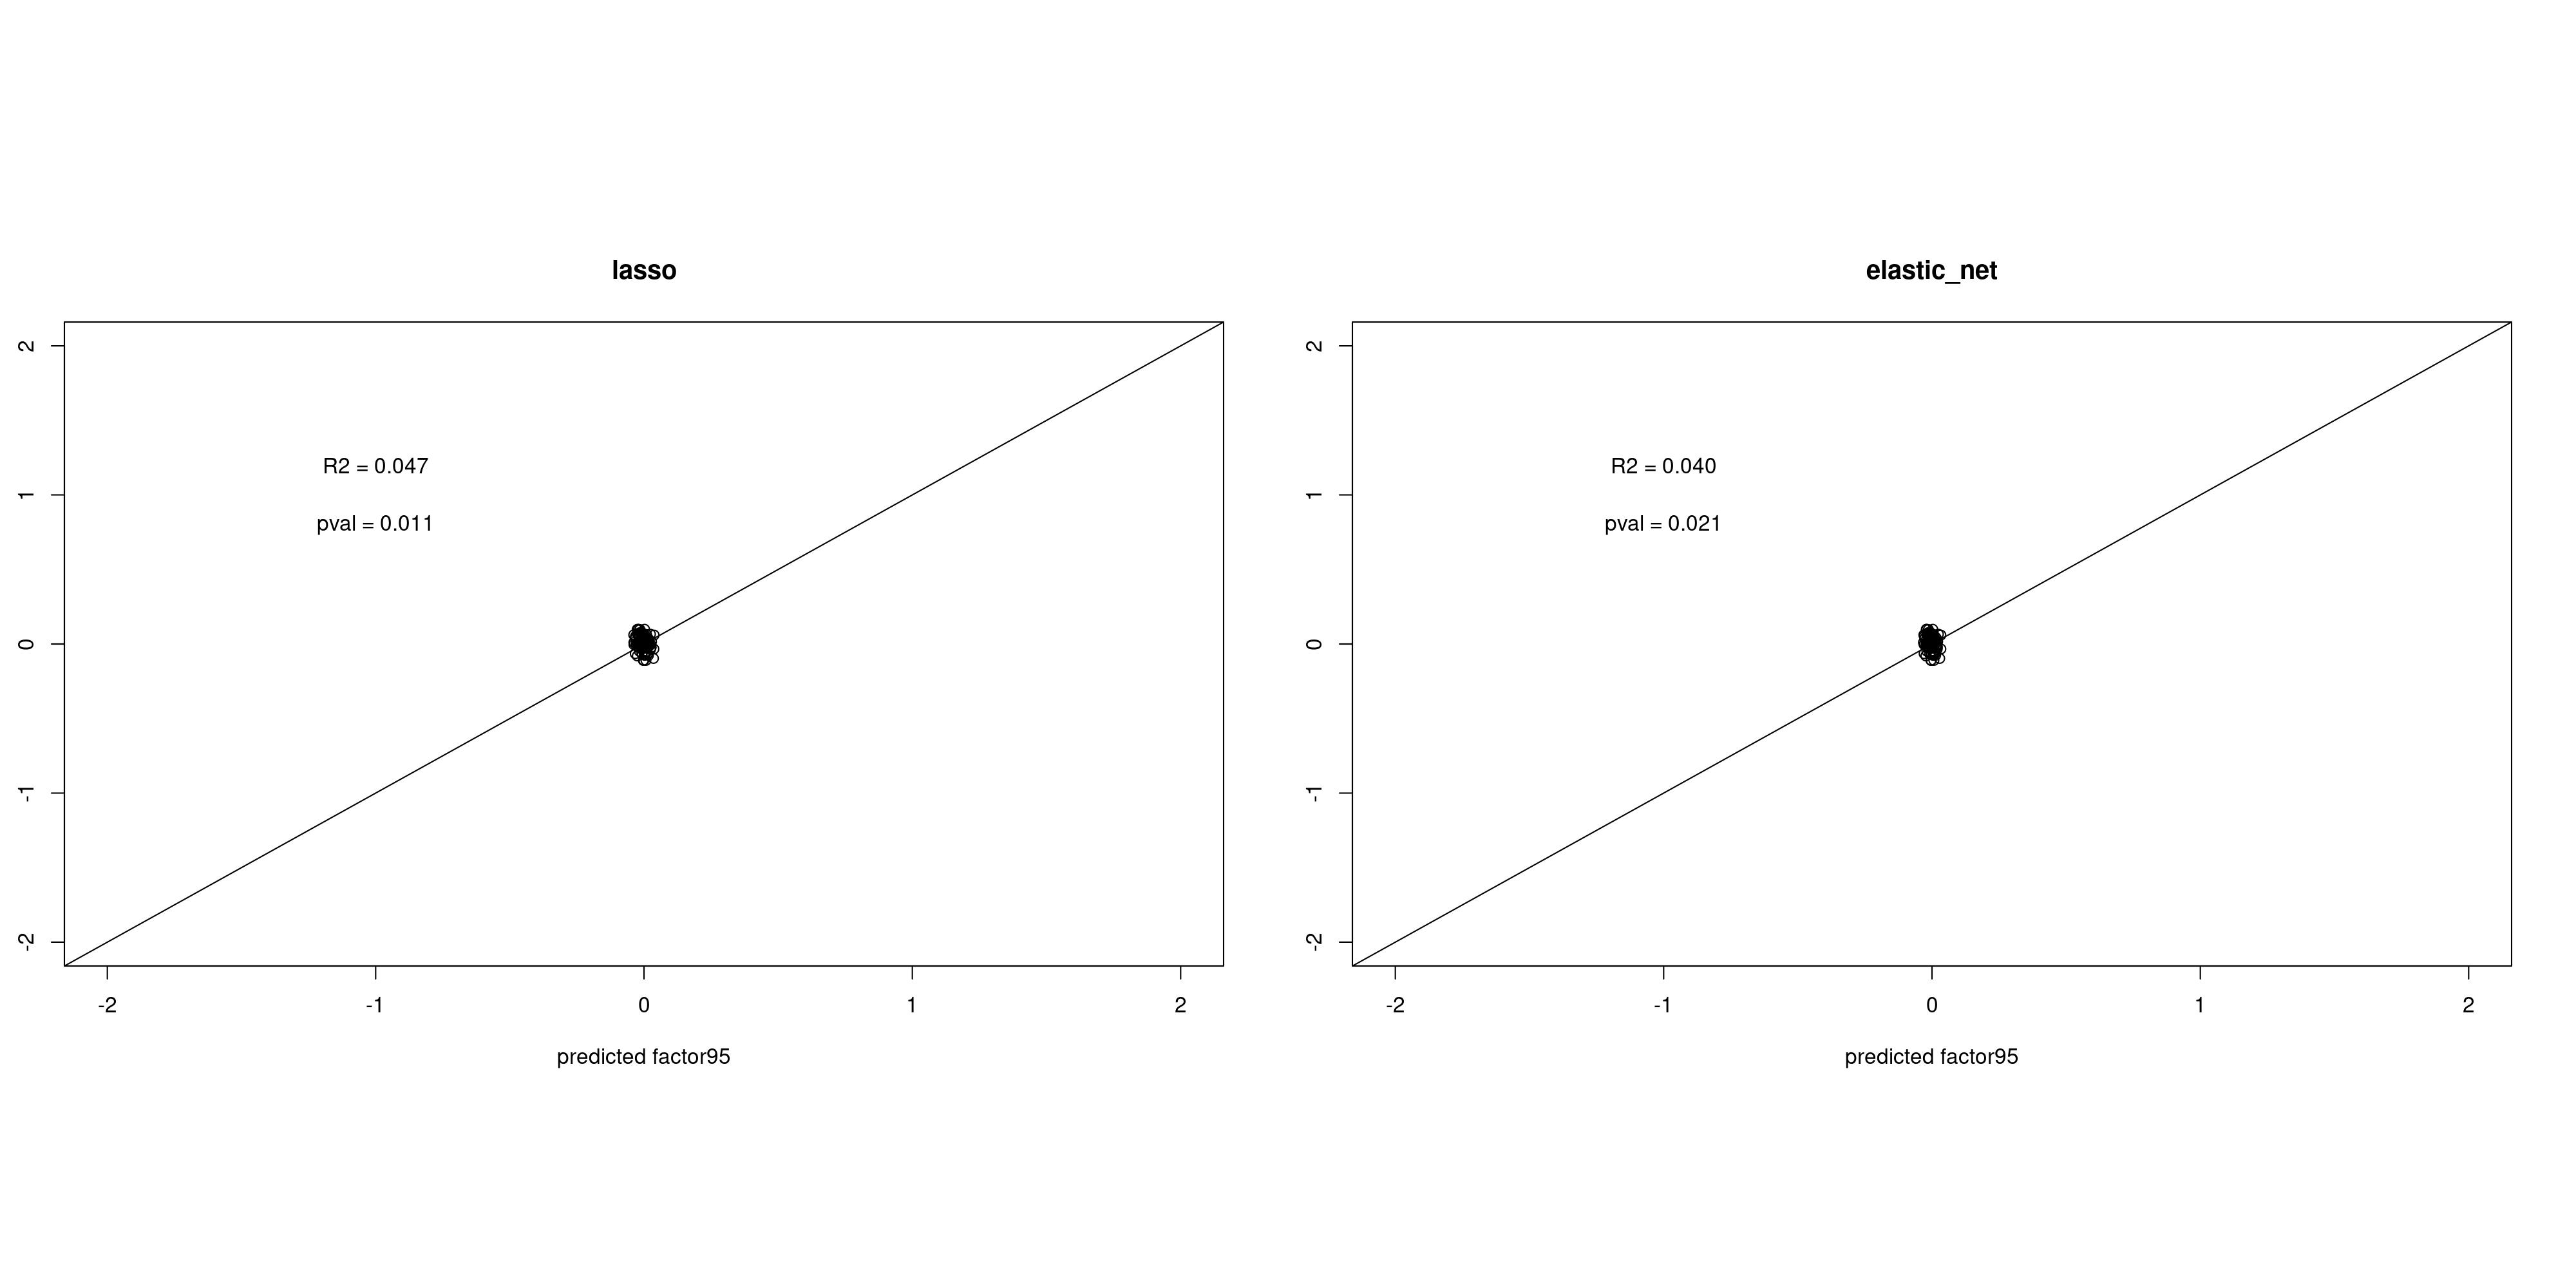 lasso
2
1
0
-1
-2
R2 = 0.047
pval = 0.011
-2 -1 0 1 2
predicted factor95
elastic_net
2
1
0
-1
-2
R2 = 0.040
pval = 0.021
-2 -1 0 1 2
predicted factor95